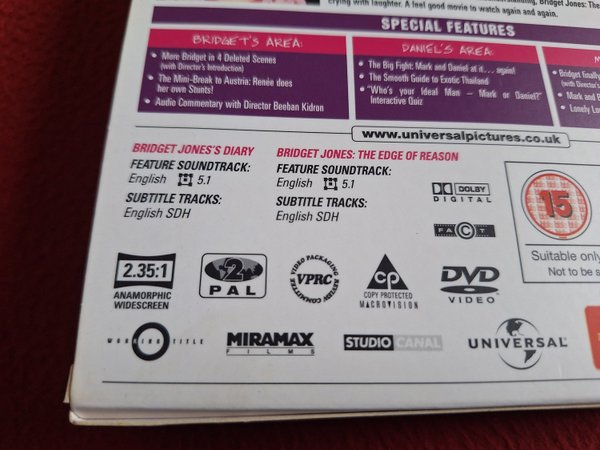 crying with laughter. A feel good movie to watch again and again.
Bridget Jones: The
SPECIAL FEATURES
BRIDGET'S AREA:
• More Bridget in 4 Deleted Scenes
(with Director's Introduction)
• The Mini-Break to Austria: Renée does
her own Stunts!
• Audio Commentary with Director Beeban Kidron
DANIEL'S AREA:
• The Big Fight: Mark and Daniel at it... again!
• The Smooth Guide to Exotic Thailand
• "Who's your Ideal Man – Mark or Daniel?"
Interactive Quiz
M
• Bridget finally
(with Director's
• Mark and B
• Lonely Lon
www.universalpictures.co.uk
BRIDGET JONES'S DIARY
FEATURE SOUNDTRACK:
English 5.1
SUBTITLE TRACKS:
English SDH
BRIDGET JONES: THE EDGE OF REASON
FEATURE SOUNDTRACK:
English 5.1
SUBTITLE TRACKS:
English SDH
DOLBY
DIGITAL
FACT
15
Suitable only
Not to be s
2.35:1
ANAMORPHIC
WIDESCREEN
2
PAL
VIDEO PACKAGING REVIEW COMMITTEE
VPRC
cp
COPY PROTECTED
MACROVISION
DVD
VIDEO
WORKING TITLE
MIRAMAX
FILMS
STUDIO CANAL
UNIVERSAL